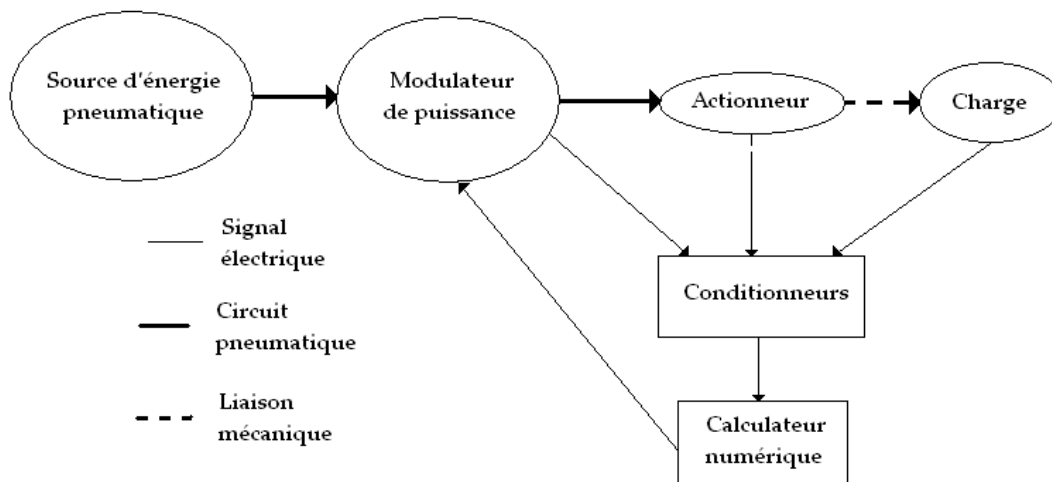 Source d'énergie
pneumatique
Modulateur
de puissance
Actionneur
Charge
Signal
électrique
Conditionneurs
Circuit
pneumatique
Liaison
mécanique
Calculateur
numérique